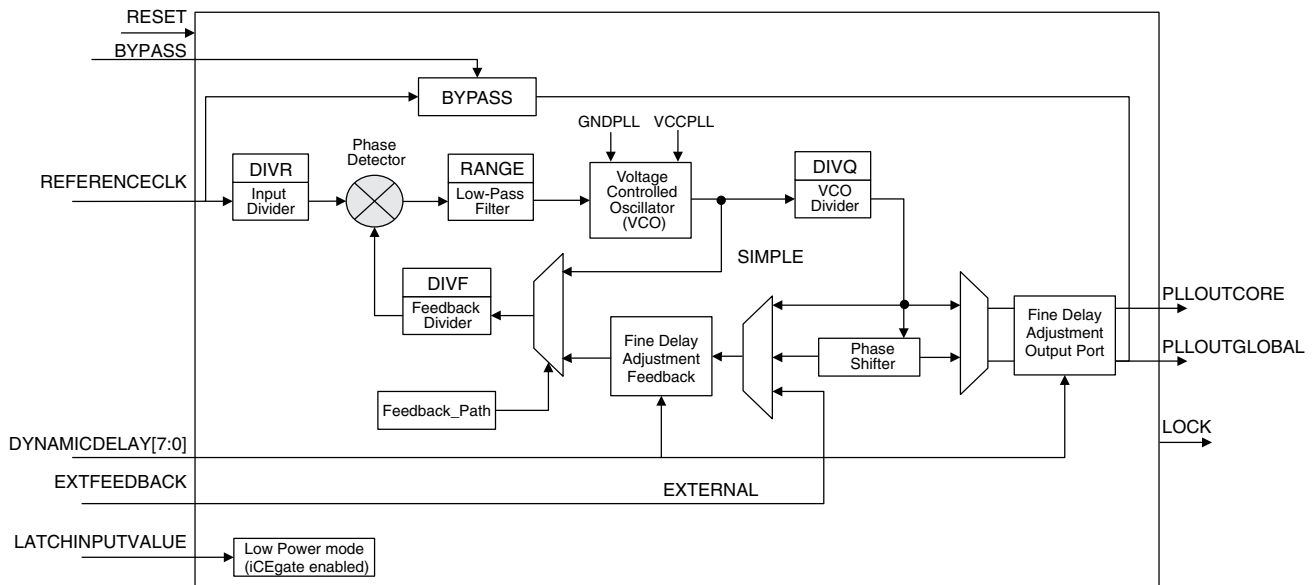 RESET
BYPASS
BYPASS
GNDPLL VCCPLL
Phase
Detector
REFERENCECLK
DIVR
Input
Divider
RANGE
Low-Pass
Filter
Voltage
Controlled
Oscillator
(VCO)
DIVQ
VCO
Divider
SIMPLE
DIVF
Feedback
Divider
Fine Delay
Adjustment
Feedback
Phase
Shifter
Fine Delay
Adjustment
Output Port
PLLOUTCORE
PLLOUTGLOBAL
Feedback_Path
DYNAMICDELAY[7:0]
LOCK
EXTFEEDBACK
EXTERNAL
LATCHINPUTVALUE
Low Power mode
(iCEgate enabled)